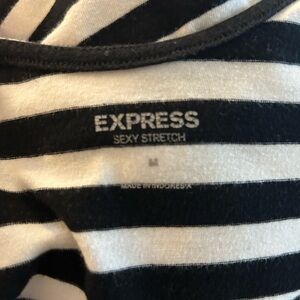 EXPRESS
SEXY STRETCH
M
MADE IN INDONESIA